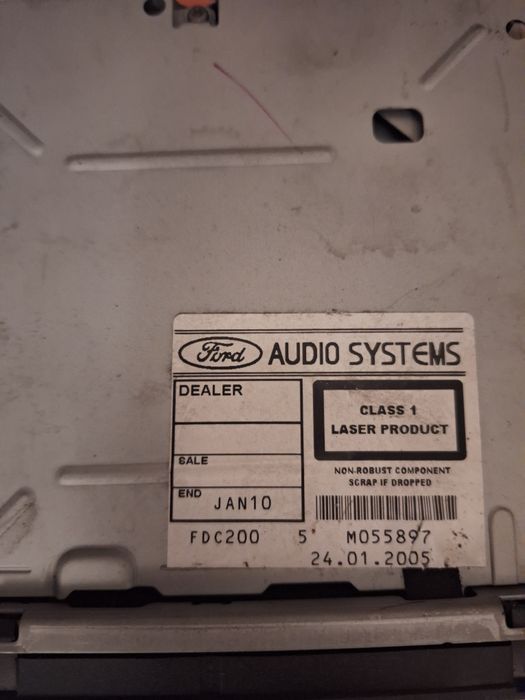 Ford AUDIO SYSTEMS
DEALER
CLASS 1
LASER PRODUCT
SALE
NON-ROBUST COMPONENT
SCRAP IF DROPPED
END JAN10
FDC200 5 M055897
24.01.2005